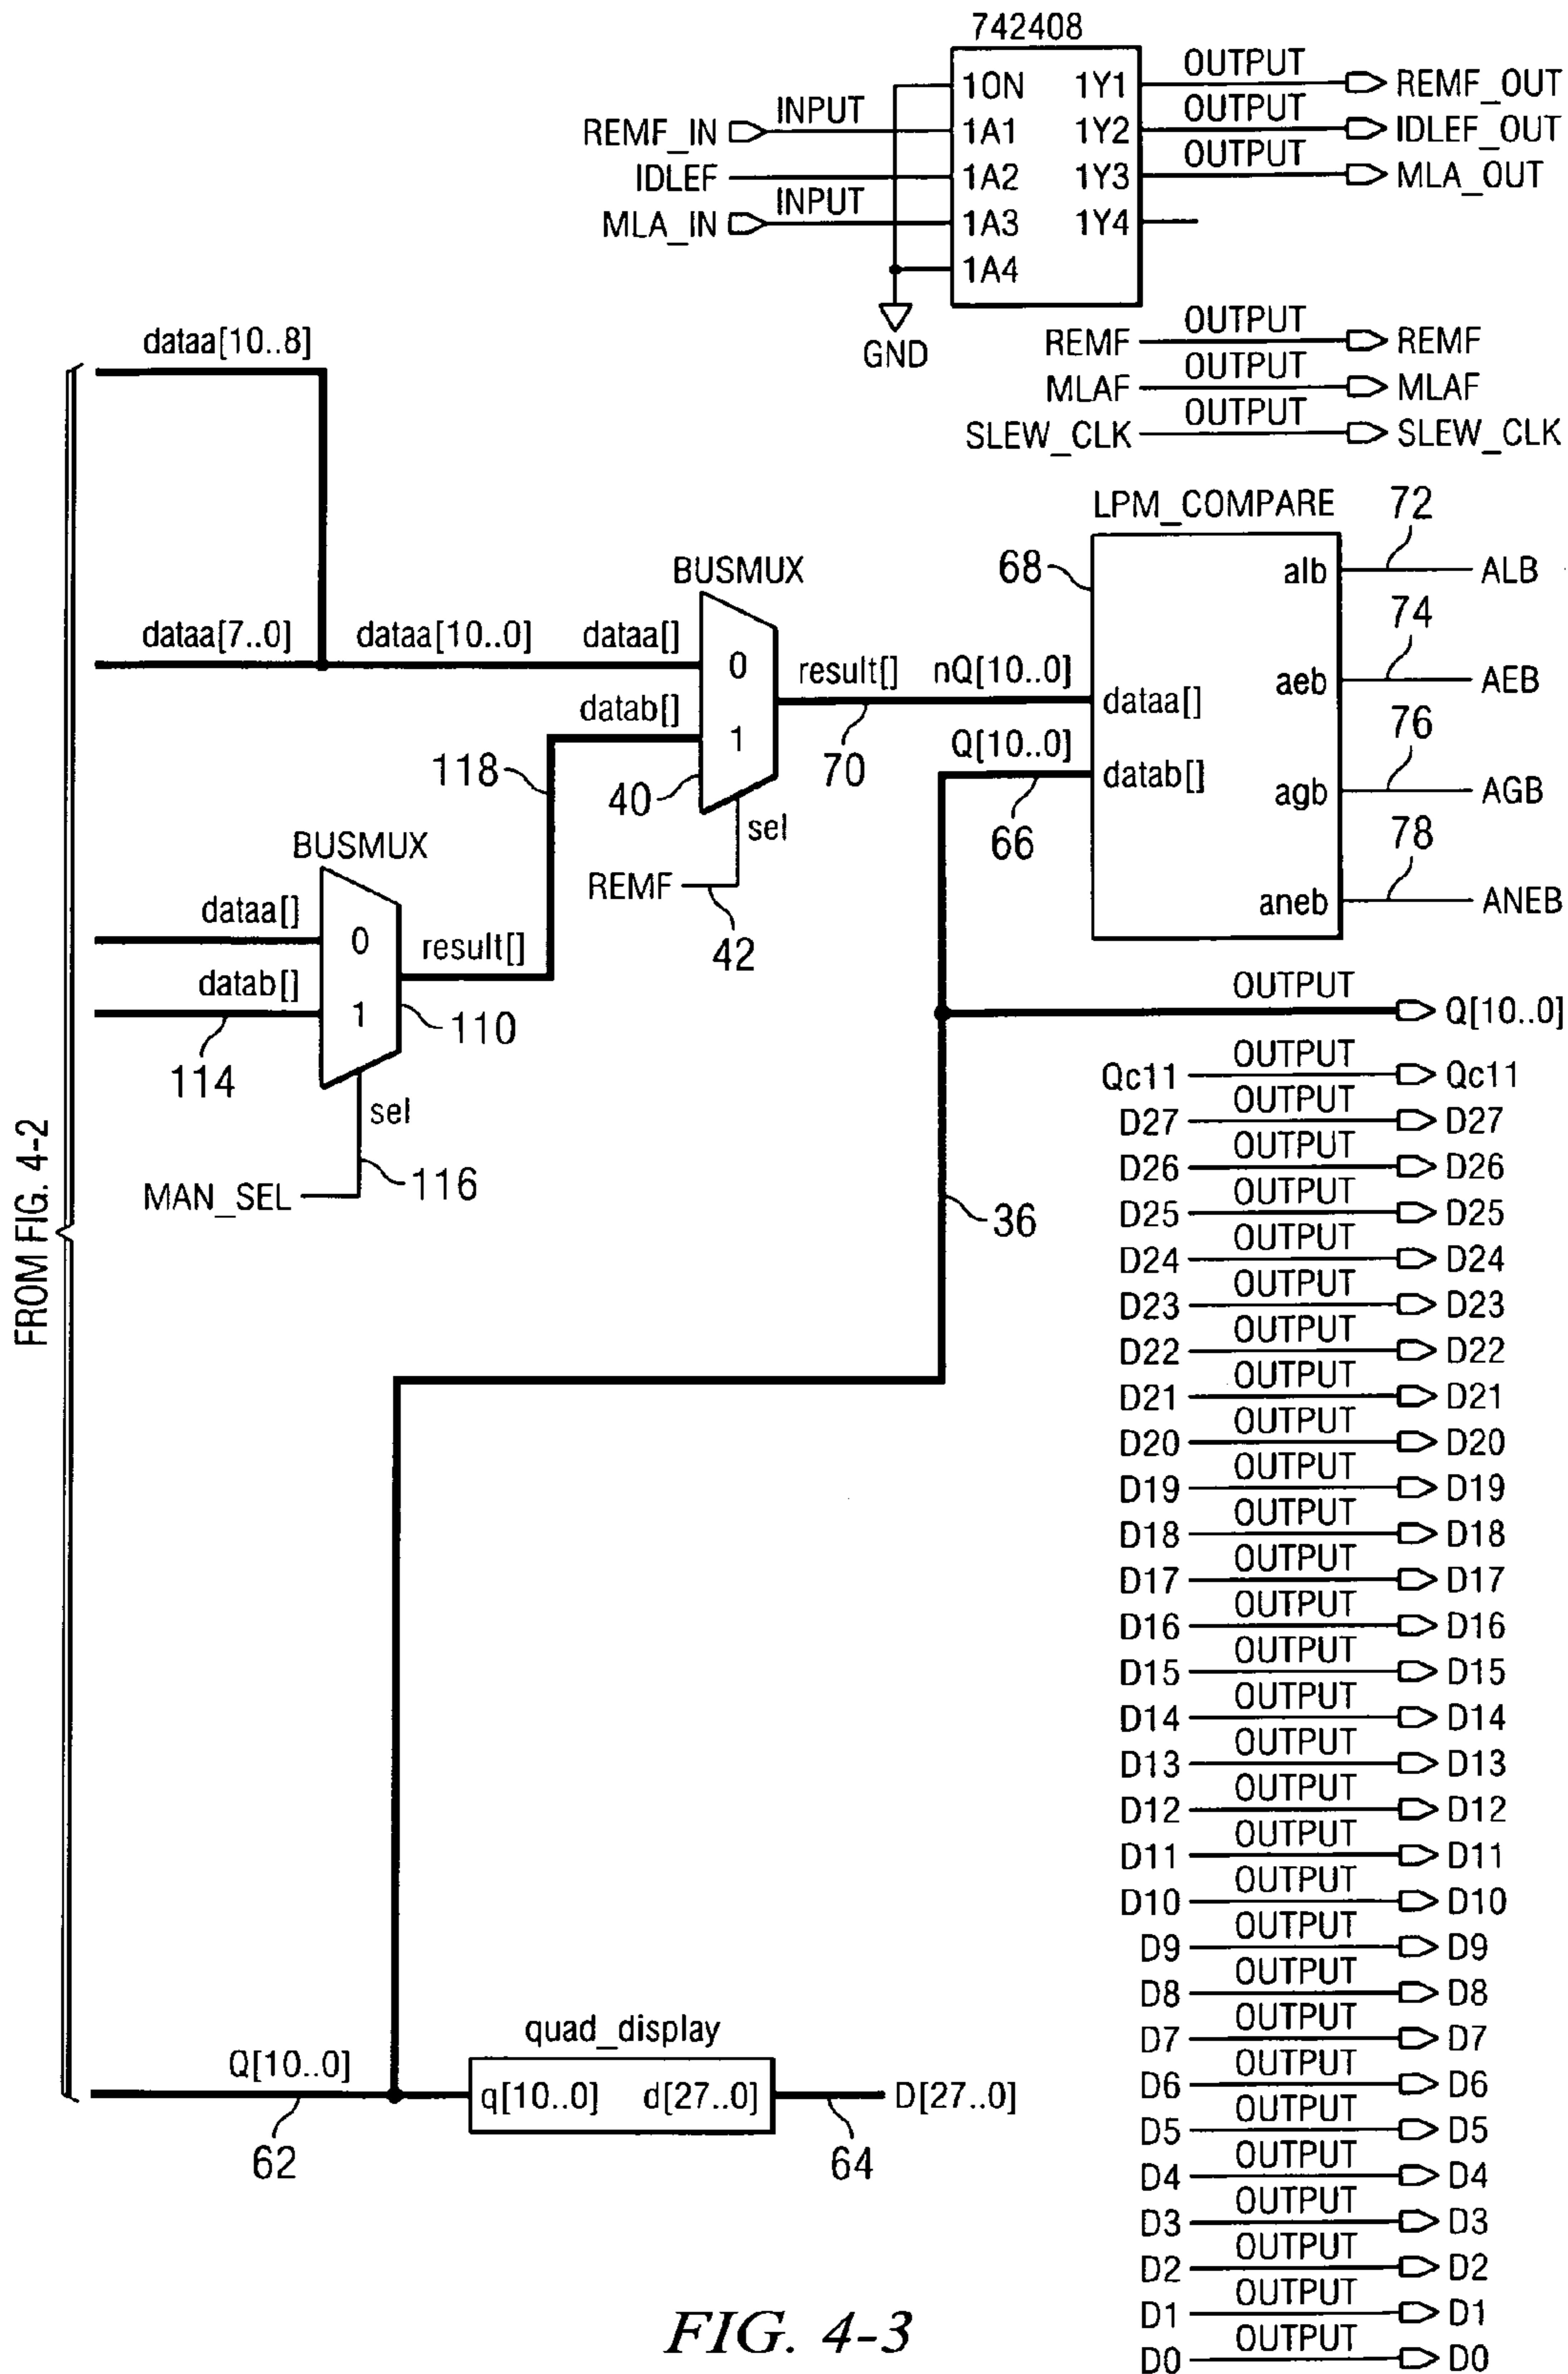 742408
1ON 1Y1 OUTPUT REMF_OUT
REMF_IN INPUT 1A1 1Y2 OUTPUT IDLEF_OUT
IDLEF 1A2 1Y3 OUTPUT MLA_OUT
MLA_IN INPUT 1A3 1Y4
1A4
GND
REMF OUTPUT REMF
MLAF OUTPUT MLAF
SLEW_CLK OUTPUT SLEW_CLK
dataa[10..8]
dataa[7..0] dataa[10..0] dataa[]
BUSMUX
0
datab[]
1
118
40
sel
REMF
42
result[] nQ[10..0]
70
Q[10..0]
66
LPM_COMPARE
68
dataa[]
datab[]
alb 72 ALB
aeb 74 AEB
agb 76 AGB
aneb 78 ANEB
BUSMUX
dataa[]
0
result[]
datab[]
1
110
114
sel
MAN_SEL
116
FROM FIG. 4-2
36
OUTPUT Q[10..0]
Qc11 OUTPUT Qc11
D27 OUTPUT D27
D26 OUTPUT D26
D25 OUTPUT D25
D24 OUTPUT D24
D23 OUTPUT D23
D22 OUTPUT D22
D21 OUTPUT D21
D20 OUTPUT D20
D19 OUTPUT D19
D18 OUTPUT D18
D17 OUTPUT D17
D16 OUTPUT D16
D15 OUTPUT D15
D14 OUTPUT D14
D13 OUTPUT D13
D12 OUTPUT D12
D11 OUTPUT D11
D10 OUTPUT D10
D9 OUTPUT D9
D8 OUTPUT D8
D7 OUTPUT D7
D6 OUTPUT D6
D5 OUTPUT D5
D4 OUTPUT D4
D3 OUTPUT D3
D2 OUTPUT D2
D1 OUTPUT D1
D0 OUTPUT D0
quad_display
Q[10..0]
q[10..0] d[27..0]
D[27..0]
62
64
FIG. 4-3